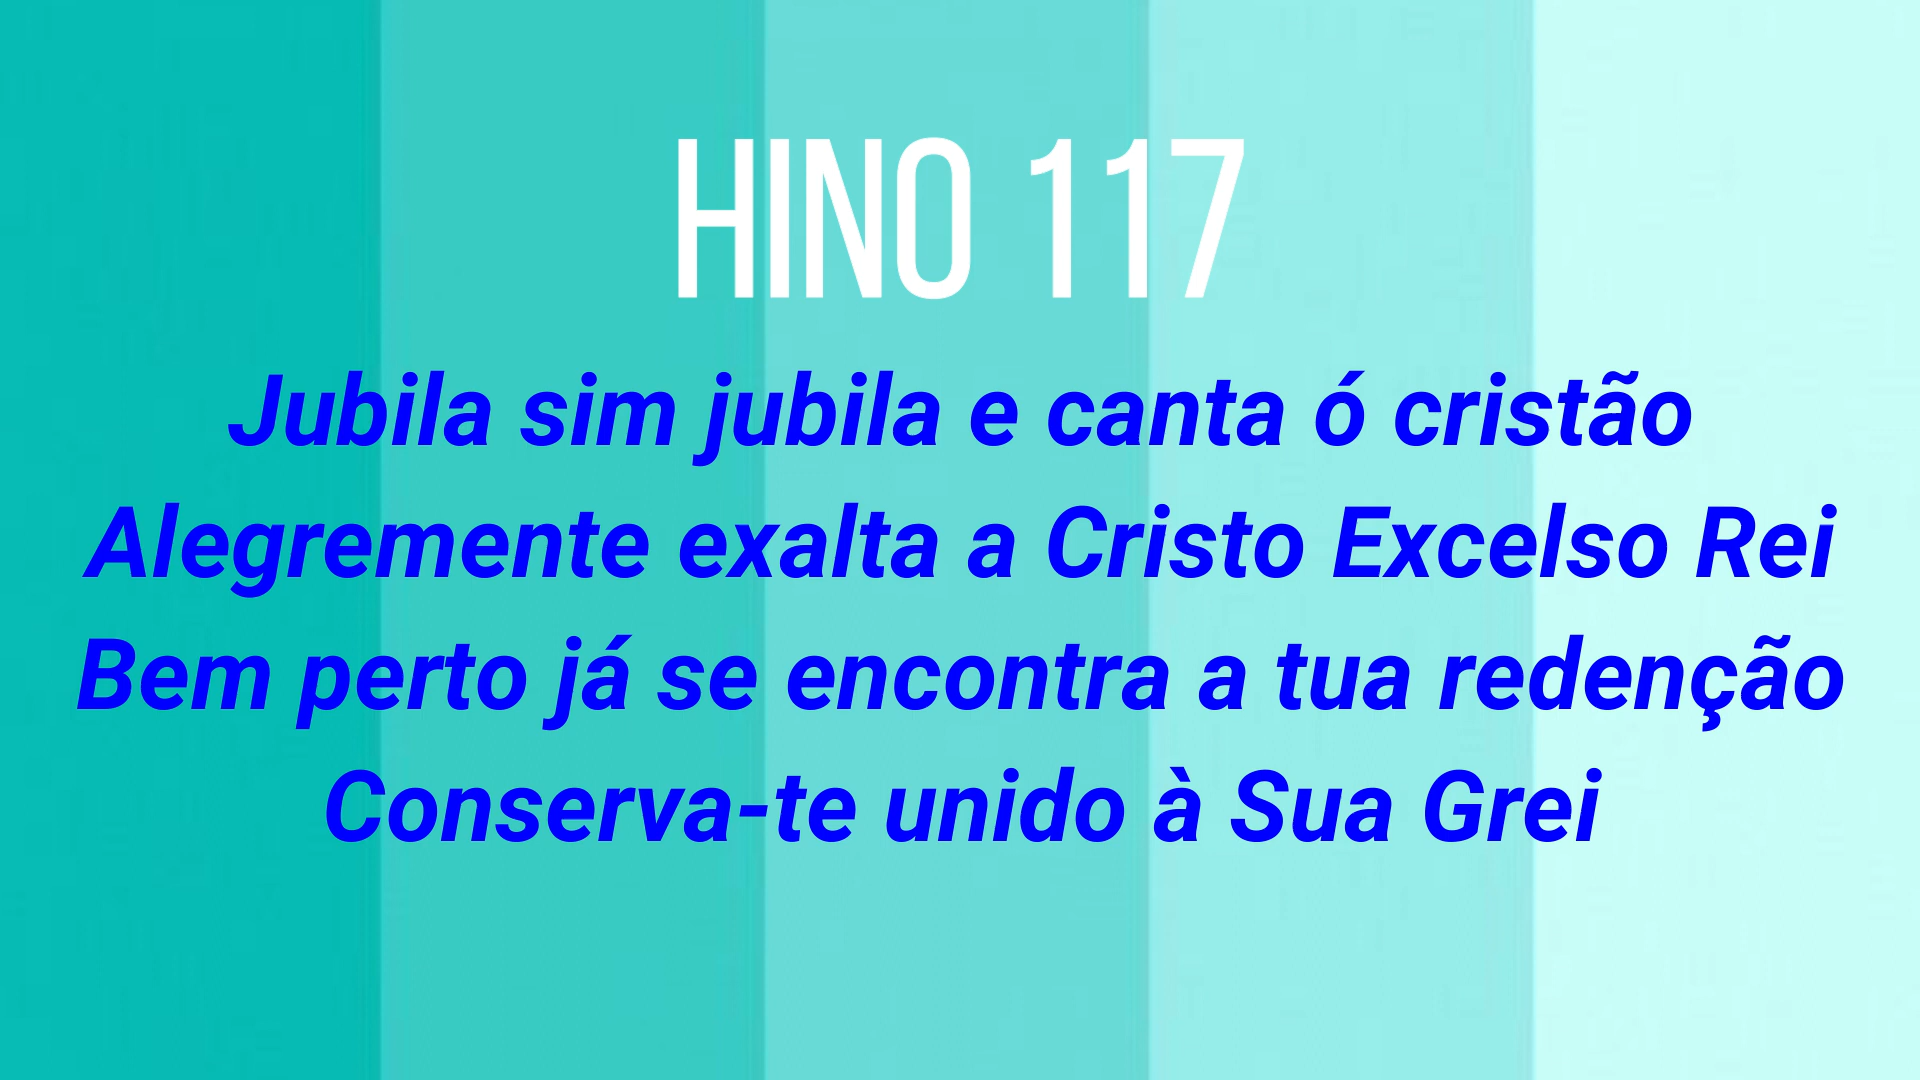 HINO 117
Jubila sim jubila e canta ó cristão
Alegremente exalta a Cristo Excelso Rei
Bem perto já se encontra a tua redenção
Conserva-te unido à Sua Grei